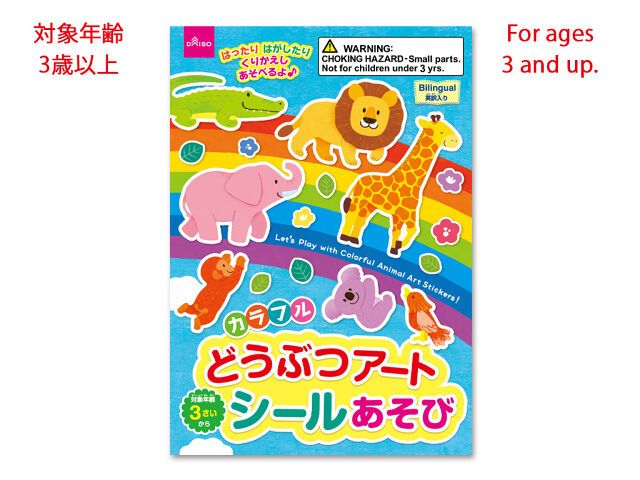 対象年齢
3歳以上
For ages
3 and up.
DAISO
はったり はがしたり
くりかえし
あそべるよ♪
WARNING:
CHOKING HAZARD・Small parts.
Not for children under 3 yrs.
Bilingual
英訳入り
Let's Play with Colorful Animal Art Stickers!
カラフル
どうぶつアート
シールあそび
対象年齢
3さい
から